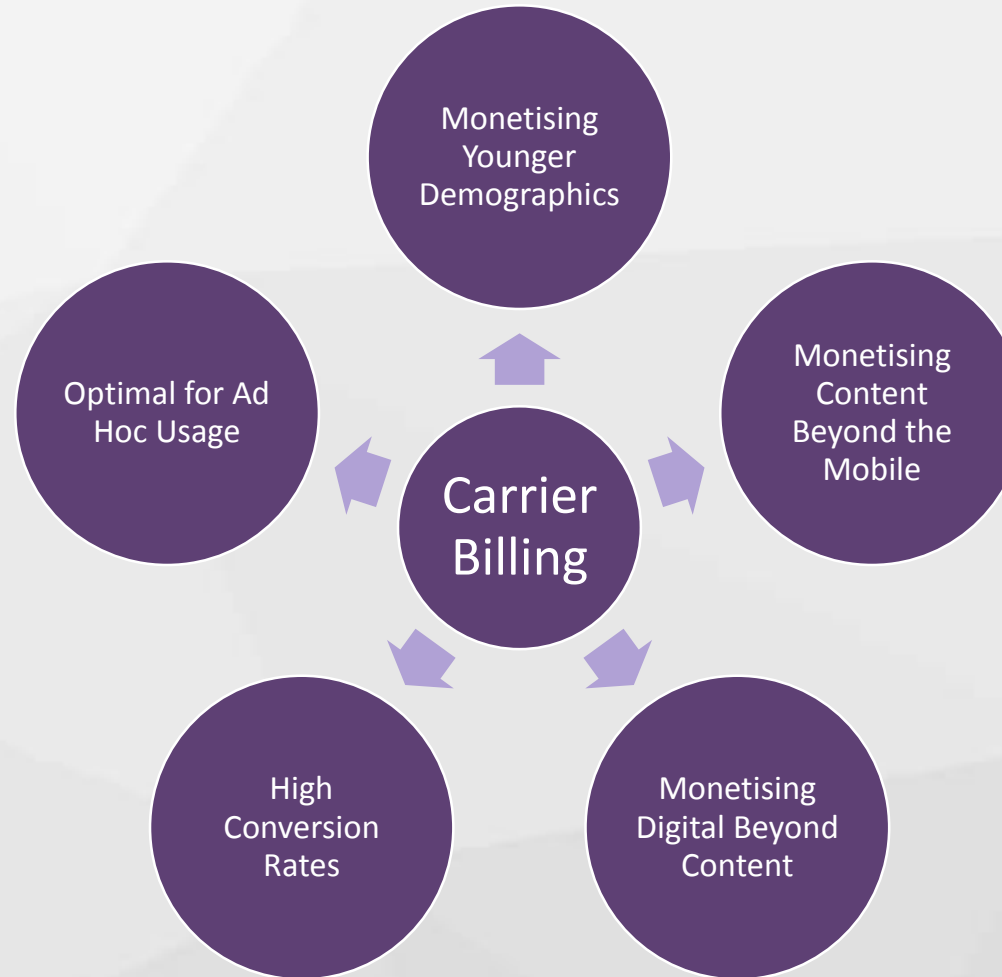 Monetising
Younger
Demographics
Optimal for Ad
Hoc Usage
Monetising
Content
Beyond the
Mobile
Carrier
Billing
High
Conversion
Rates
Monetising
Digital Beyond
Content